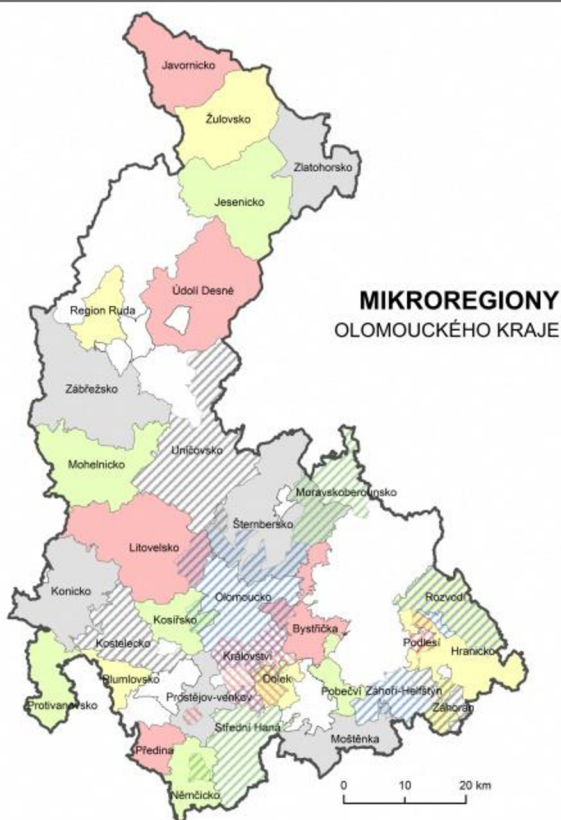 Javornicko
Žulovsko
Zlatohorsko
Jesenicko
Údolí Desné
MIKROREGIONY
Region Ruda
OLOMOUCKÉHO KRAJE
Zábřežsko
Uničovsko
Mohelnicko
Moravskoberounsko
Šternbersko
Litovelsko
Konicko
Olomoucko
Rozvodí
Kosířsko
Bystřička
Kostelecko
Podlesí
Hranicko
Království
Plumlovsko
Dolek
Pobečví
Záhoří-Helfštýn
Protivanovsko
Prostějov-venkov
Záhoran
Střední Haná
Moštěnka
Předina
Němčicko
0 10 20 km